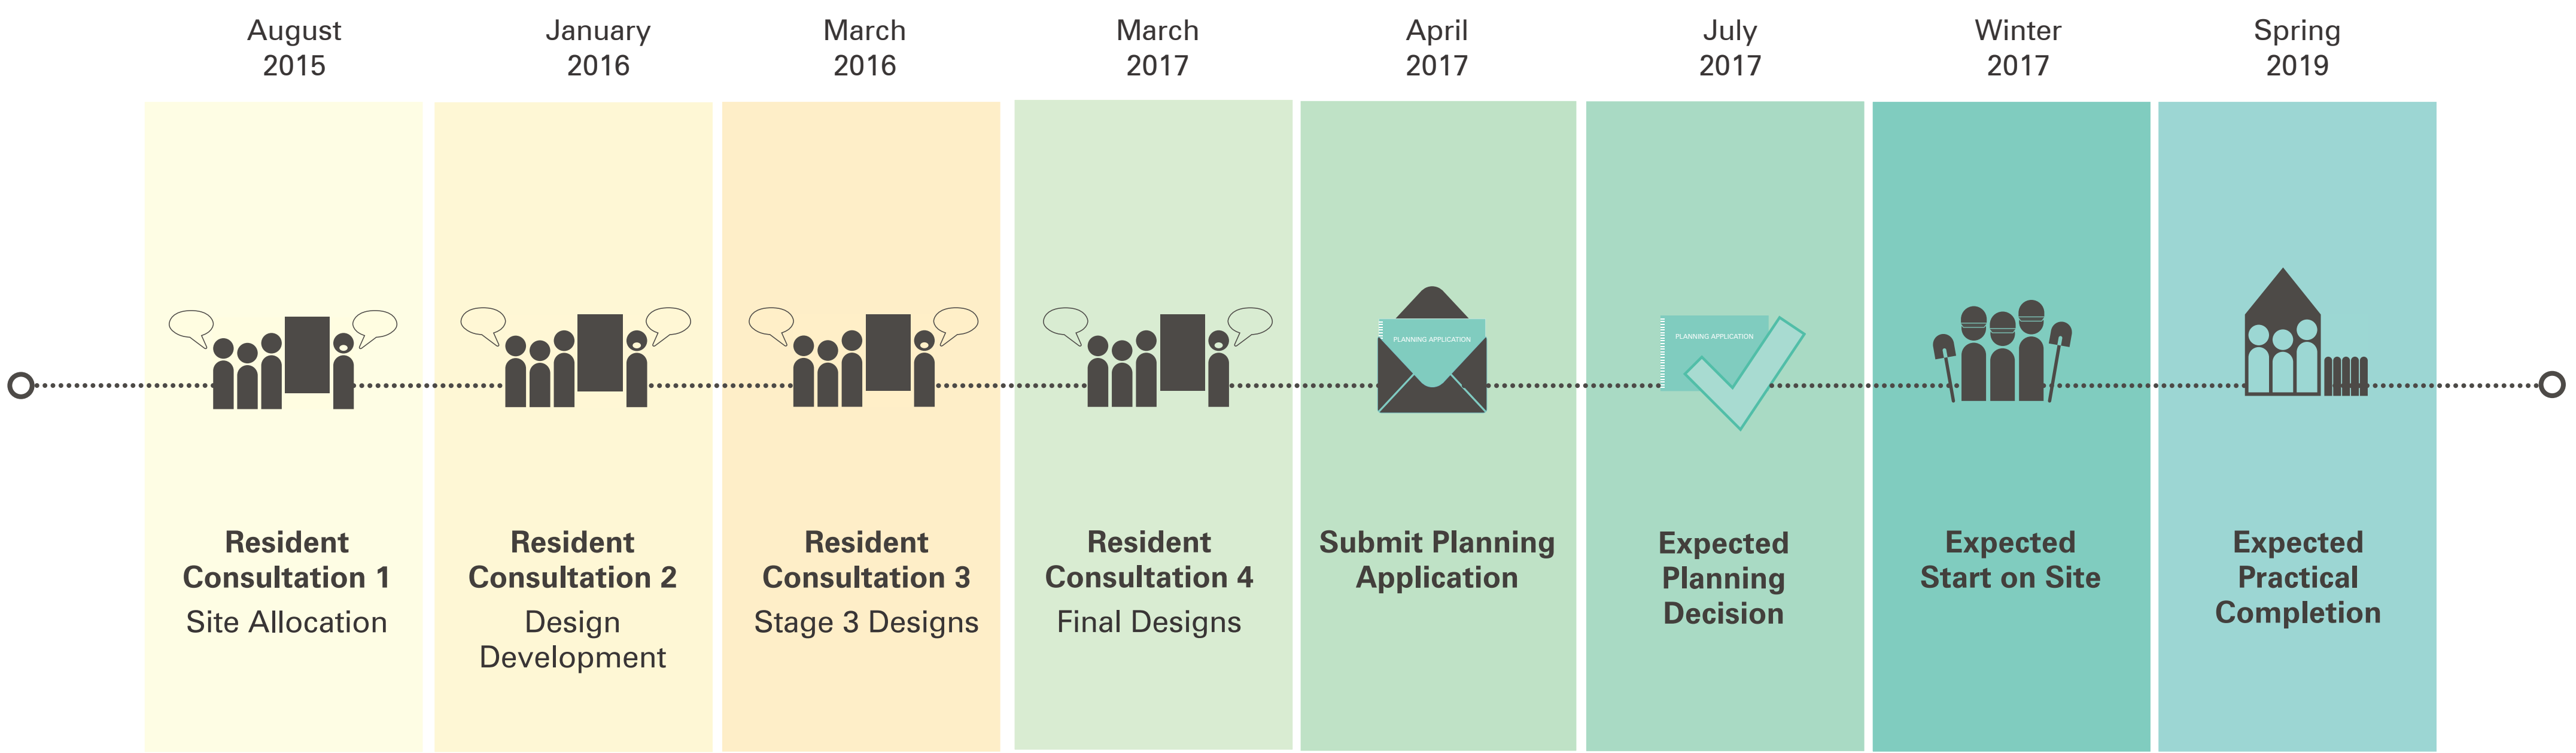 August
2015
January
2016
March
2016
March
2017
April
2017
July
2017
Winter
2017
Spring
2019
PLANNING APPLICATION
PLANNING APPLICATION
Resident
Consultation 1
Site Allocation
Resident
Consultation 2
Design
Development
Resident
Consultation 3
Stage 3 Designs
Resident
Consultation 4
Final Designs
Submit Planning
Application
Expected
Planning
Decision
Expected
Start on Site
Expected
Practical
Completion